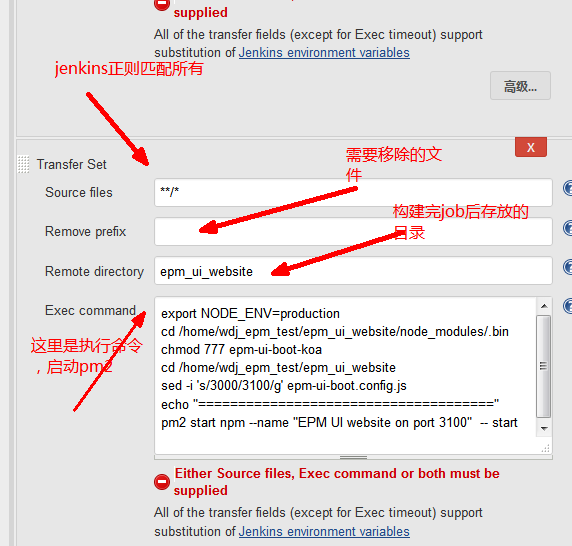 supplied
All of the transfer fields (except for Exec timeout) support
substitution of Jenkins environment variables
jenkins正则匹配所有
高级...
X
需要移除的文
件
Transfer Set
Source files
**/*
构建完job后存放的
目录
Remove prefix
Remote directory
epm_ui_website
Exec command
export NODE_ENV=production
cd /home/wdj_epm_test/epm_ui_website/node_modules/.bin
chmod 777 epm-ui-boot-koa
cd /home/wdj_epm_test/epm_ui_website
sed -i 's/3000/3100/g' epm-ui-boot.config.js
echo "====================================="
pm2 start npm --name "EPM UI website on port 3100"  -- start
这里是执行命令
，启动pm2
Either Source files, Exec command or both must be
supplied
All of the transfer fields (except for Exec timeout) support
substitution of Jenkins environment variables